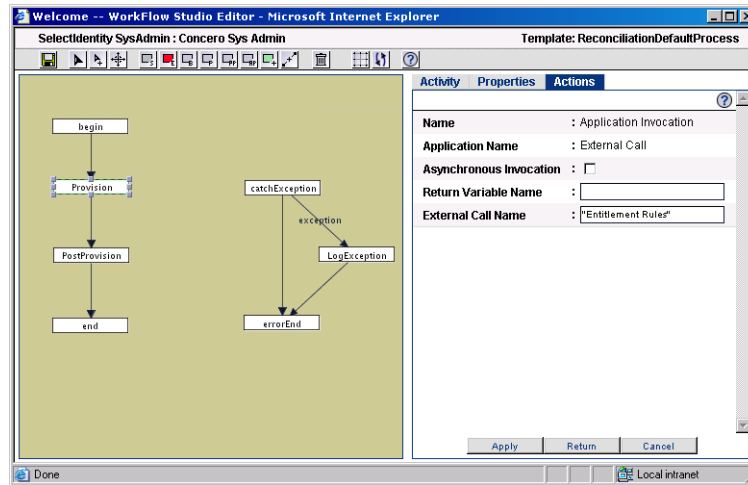 Welcome -- WorkFlow Studio Editor - Microsoft Internet Explorer
SelectIdentity SysAdmin : Concero Sys Admin
Template: ReconciliationDefaultProcess
Activity Properties Actions
begin
Provision
PostProvision
end
catchException
exception
LogException
errorEnd
Name : Application Invocation
Application Name : External Call
Asynchronous Invocation :
Return Variable Name :
External Call Name : "Entitlement Rules"
Apply Return Cancel
Done
Local intranet